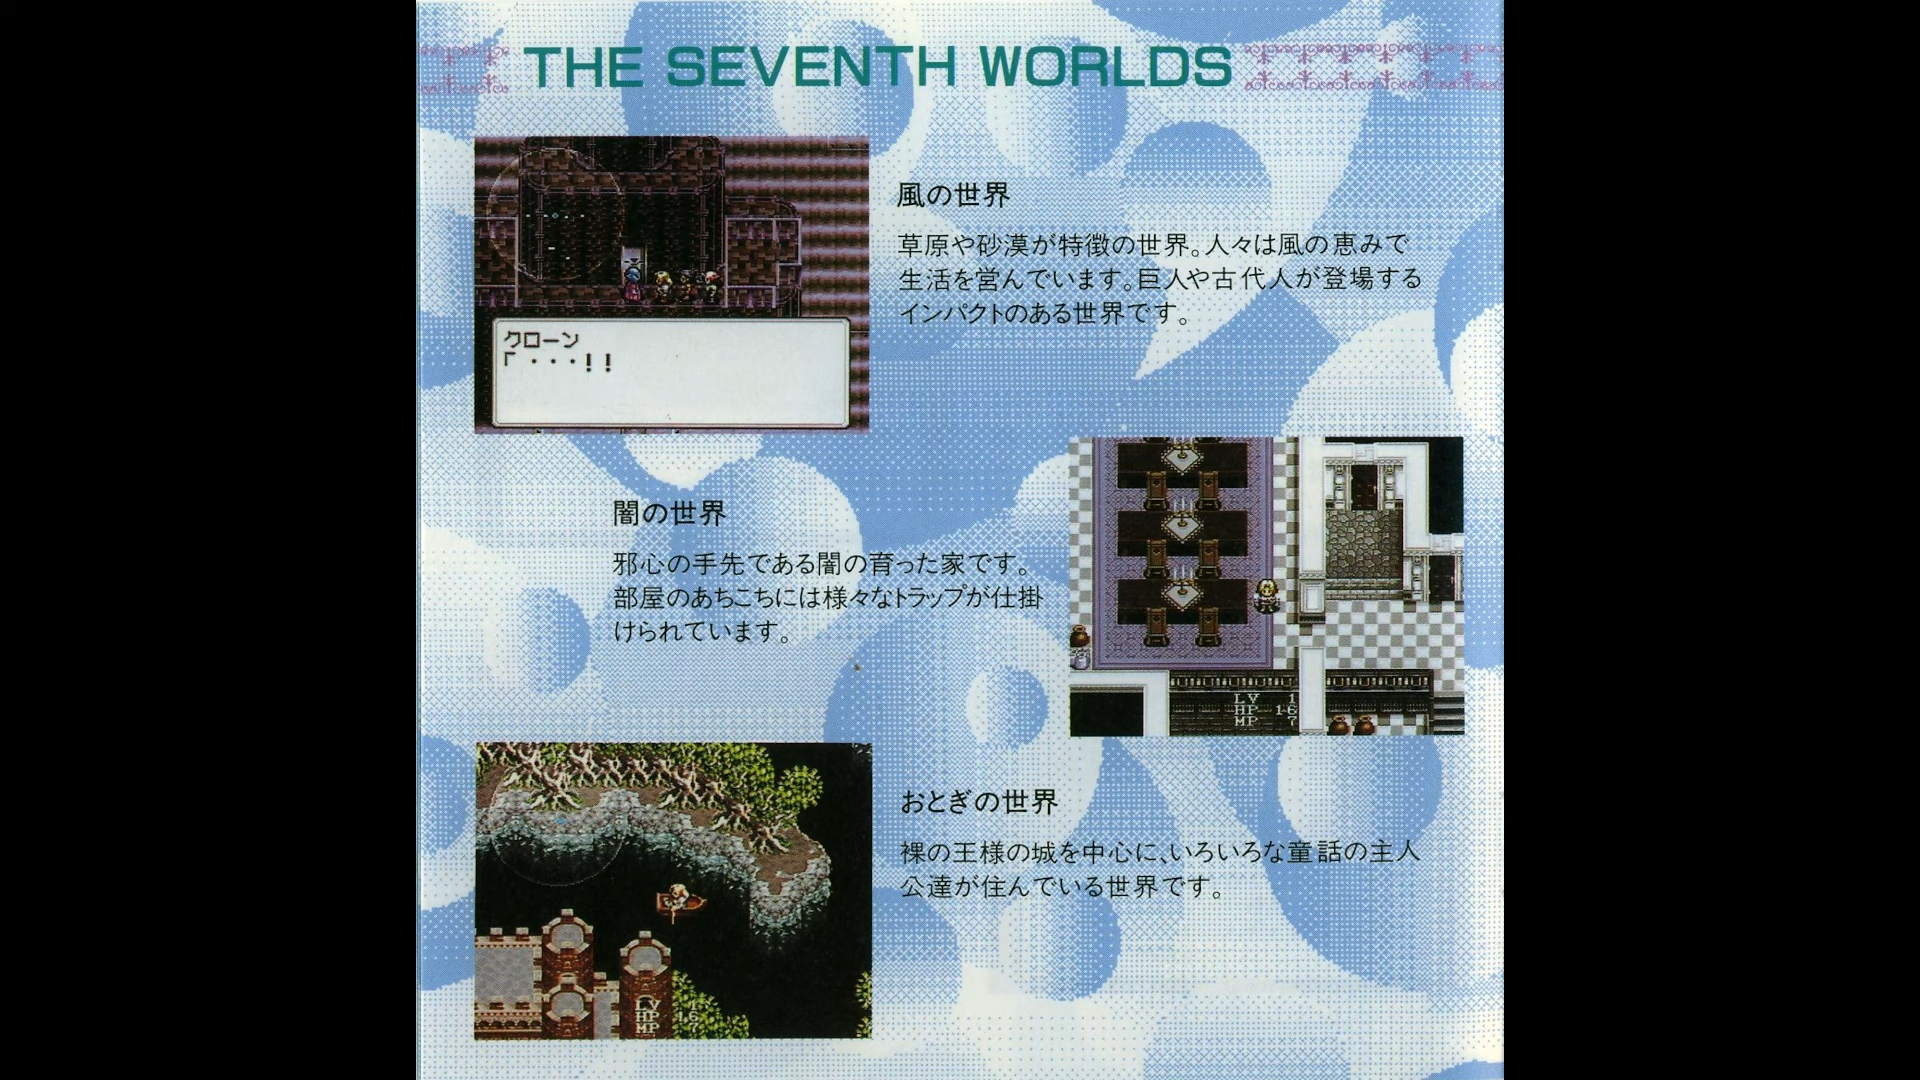 THE SEVENTH WORLDS
風の世界
草原や砂漠が特徴の世界。人々は風の恵みで
生活を営んでいます。巨人や古代人が登場する
インパクトのある世界です。
クローン
「・・・!!
闇の世界
邪心の手先である闇の育った家です。
部屋のあちこちには様々なトラップが仕掛
けられています。
LV 1
HP 16
MP 7
おとぎの世界
裸の王様の城を中心に、いろいろな童話の主人
公達が住んでいる世界です。
LV 1
HP 16
MP 7